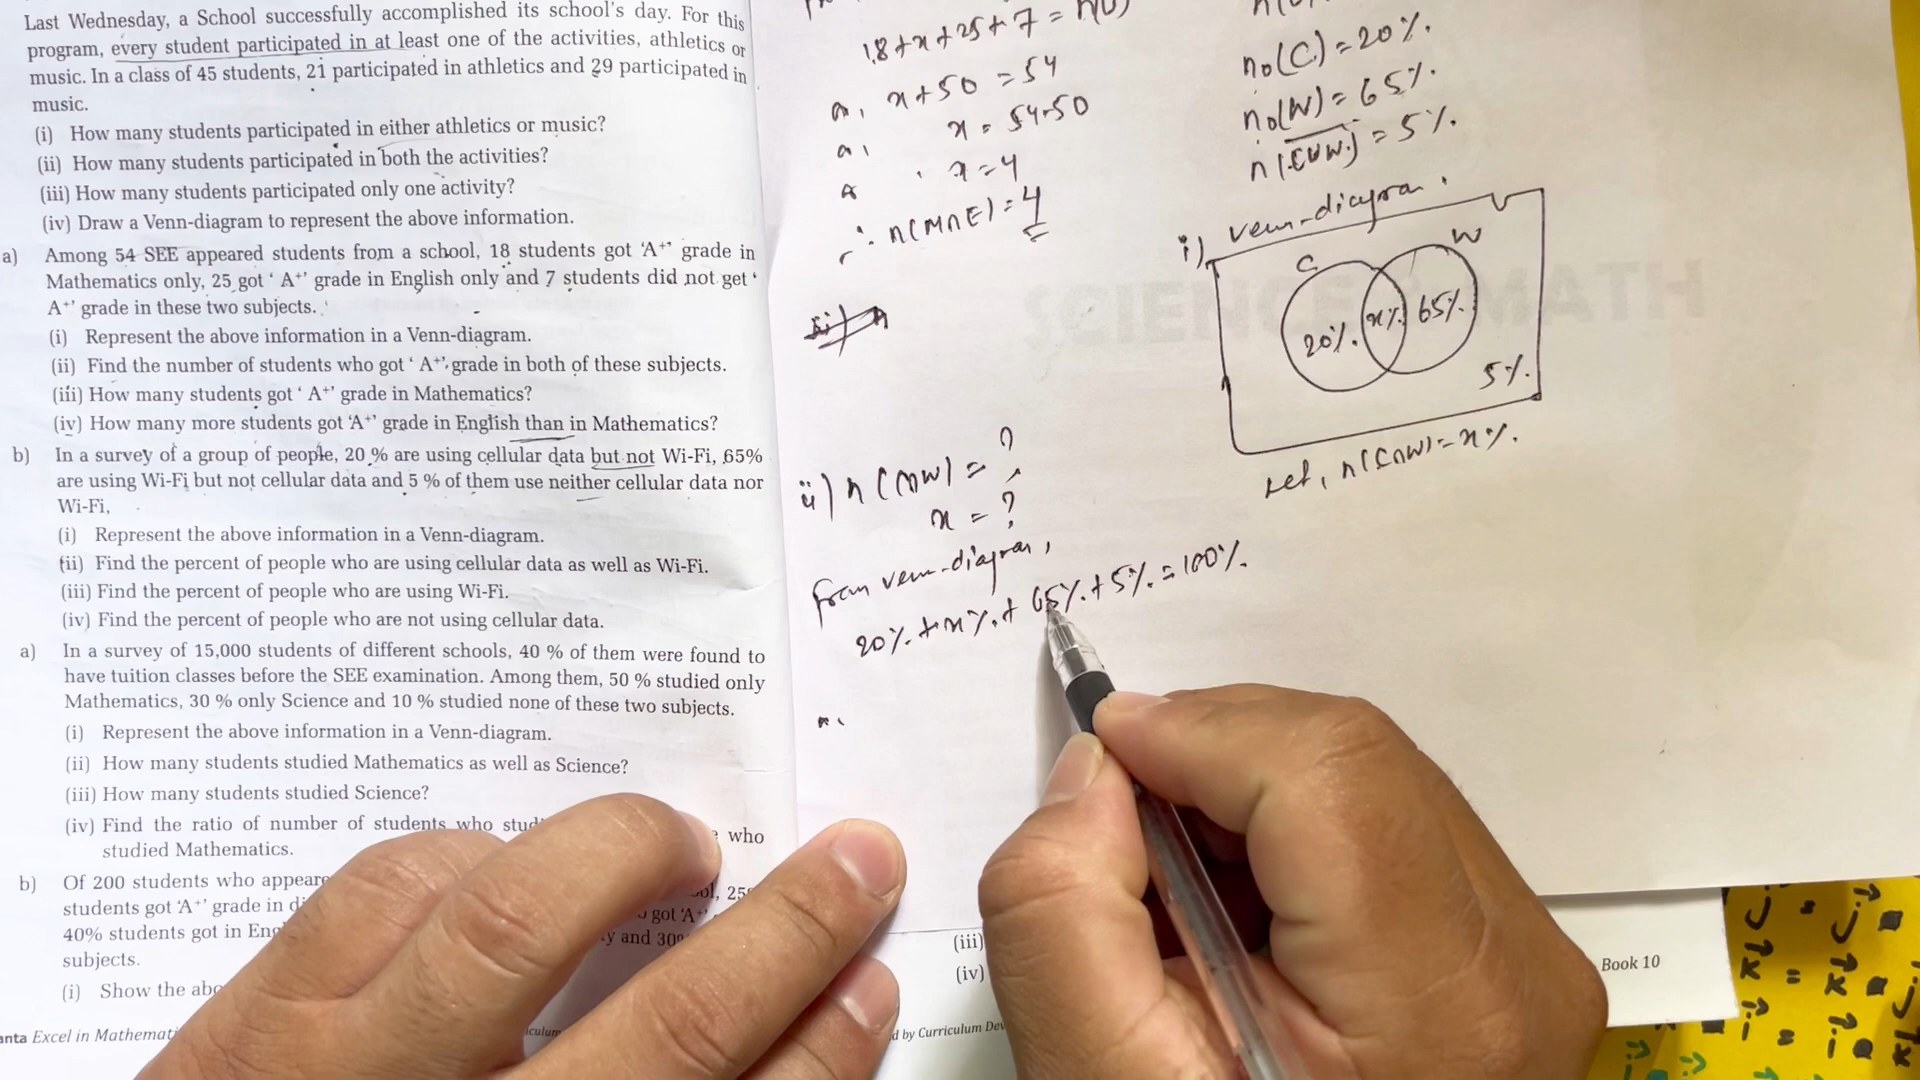 Last Wednesday, a School successfully accomplished its school's day. For this
program, every student participated in at least one of the activities, athletics or
music. In a class of 45 students, 21 participated in athletics and 29 participated in
music.
(i) How many students participated in either athletics or music?
(ii) How many students participated in both the activities?
(iii) How many students participated only one activity?
(iv) Draw a Venn-diagram to represent the above information.
a) Among 54 SEE appeared students from a school, 18 students got 'A⁺' grade in
Mathematics only, 25 got ' A⁺' grade in English only and 7 students did not get '
A⁺' grade in these two subjects.
(i) Represent the above information in a Venn-diagram.
(ii) Find the number of students who got ' A⁺' grade in both of these subjects.
(iii) How many students got ' A⁺' grade in Mathematics?
(iv) How many more students got 'A⁺' grade in English than in Mathematics?
b) In a survey of a group of people, 20 % are using cellular data but not Wi-Fi, 65%
are using Wi-Fi but not cellular data and 5 % of them use neither cellular data nor
Wi-Fi,
(i) Represent the above information in a Venn-diagram.
(ii) Find the percent of people who are using cellular data as well as Wi-Fi.
(iii) Find the percent of people who are using Wi-Fi.
(iv) Find the percent of people who are not using cellular data.
a) In a survey of 15,000 students of different schools, 40 % of them were found to
have tuition classes before the SEE examination. Among them, 50 % studied only
Mathematics, 30 % only Science and 10 % studied none of these two subjects.
(i) Represent the above information in a Venn-diagram.
(ii) How many students studied Mathematics as well as Science?
(iii) How many students studied Science?
(iv) Find the ratio of number of students who who
studied Mathematics.
b) Of 200 students who
students got 'A⁺' grade in
40% students got in
subjects.
got 'A⁺'
and
(i) Show the
Excel in
by Curriculum
18+x+25+7 = n(U)
x+50 = 54
x = 54-50
x=4
∴ n(M∩E)=4
ii) n(C∩W) = ?
x = ?
from venn-diagram,
20%+x%+65%+5%=100%
n₀(C)=20%.
n₀(W)=65%.
n(C̅U̅W̅)=5%.
i) venn-diagram.
U
C
W
20%.
x%.
65%.
5%.
Let, n(C∩W)=x%.
SCIENCE MATH
(iii)
(iv)
Book 10